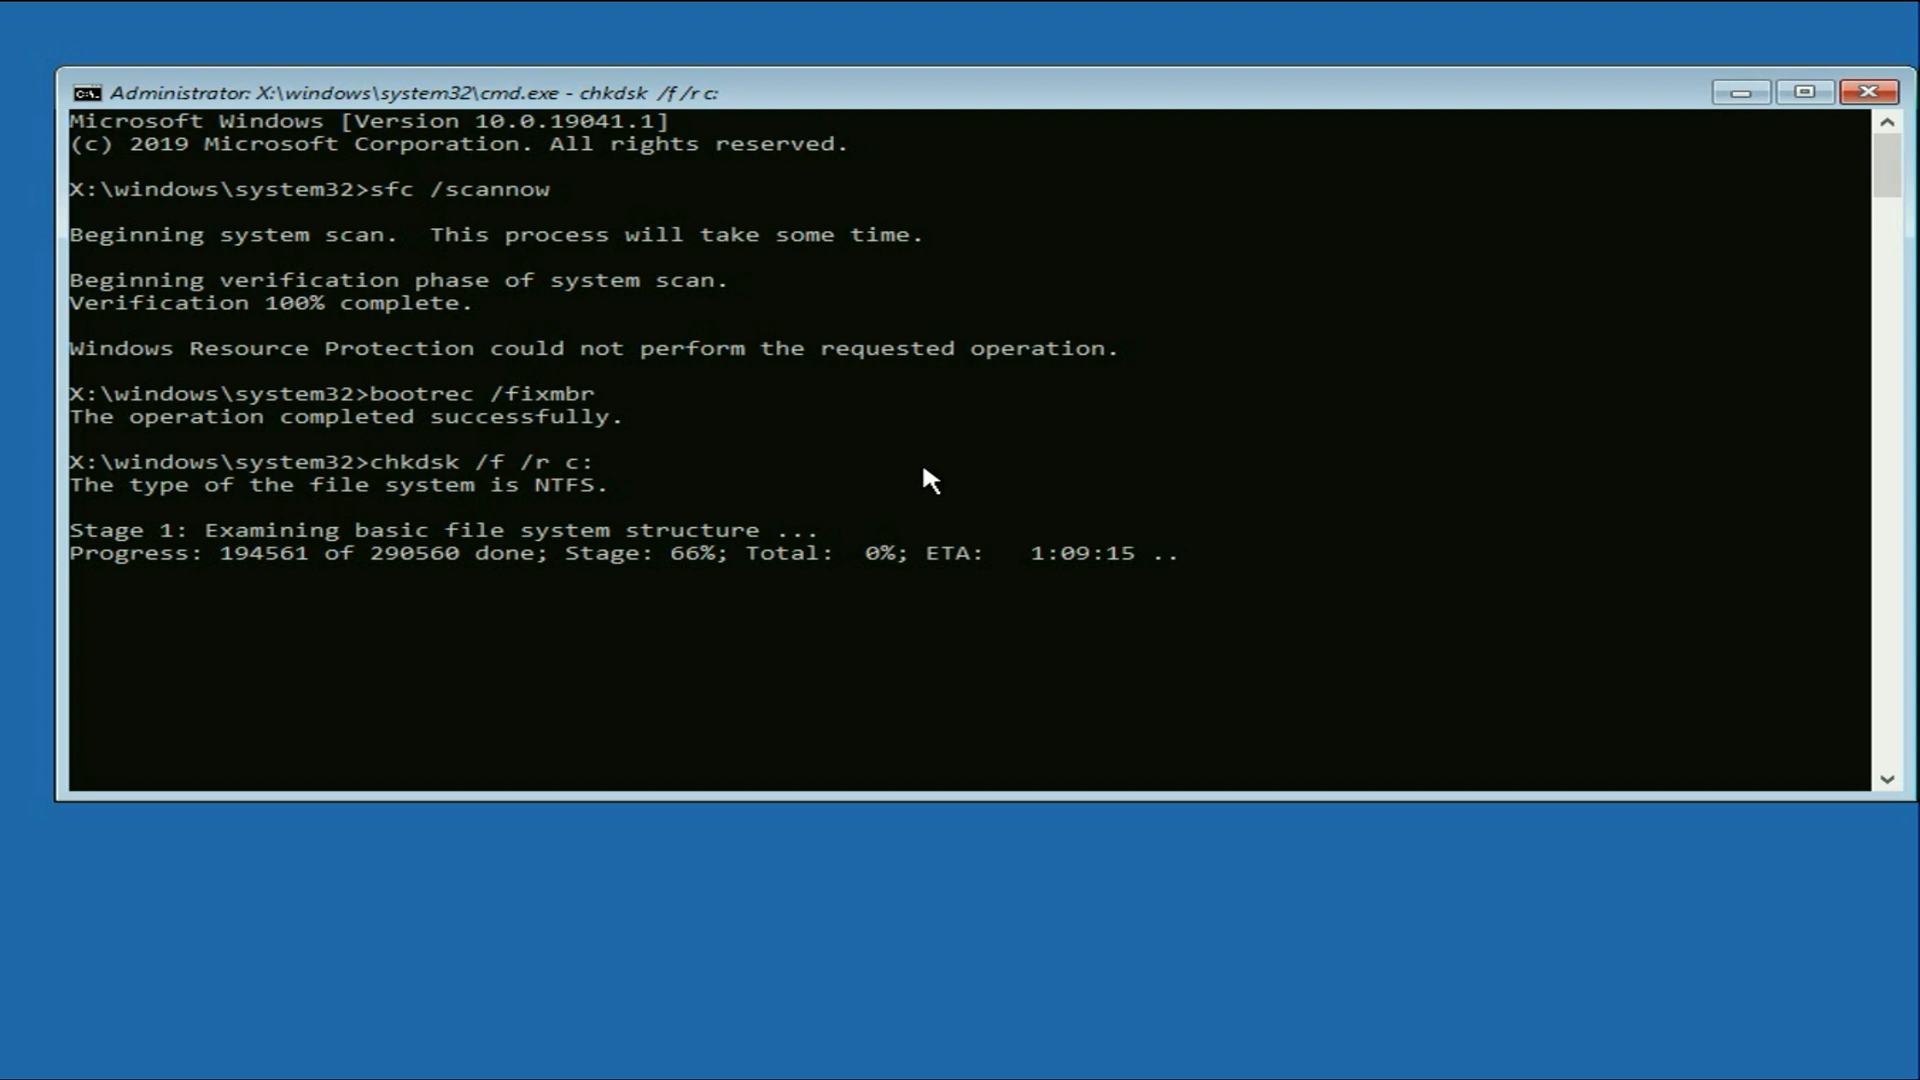 Administrator: X:\windows\system32\cmd.exe - chkdsk /f /r c:
Microsoft Windows [Version 10.0.19041.1]
(c) 2019 Microsoft Corporation. All rights reserved.
X:\windows\system32>sfc /scannow
Beginning system scan.  This process will take some time.
Beginning verification phase of system scan.
Verification 100% complete.
Windows Resource Protection could not perform the requested operation.
X:\windows\system32>bootrec /fixmbr
The operation completed successfully.
X:\windows\system32>chkdsk /f /r c:
The type of the file system is NTFS.
Stage 1: Examining basic file system structure ...
Progress: 194561 of 290560 done; Stage: 66%; Total:  0%; ETA:   1:09:15 ..